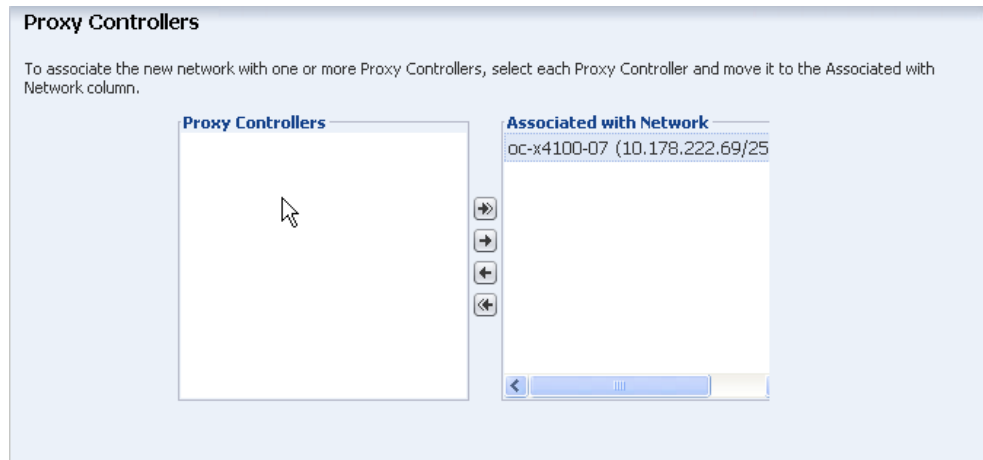 Proxy Controllers
To associate the new network with one or more Proxy Controllers, select each Proxy Controller and move it to the Associated with
Network column.
Proxy Controllers
Associated with Network
oc-x4100-07 (10.178.222.69/25